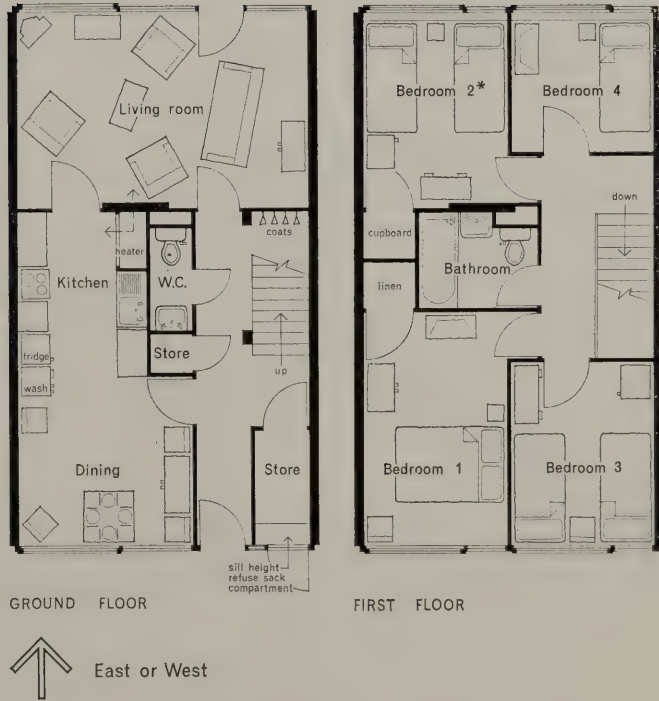 Living room
coats
heater
Kitchen
W.C.
Store
fridge
wash
up
Dining
Store
sill height
refuse sack
compartment
GROUND FLOOR
Bedroom 2*
Bedroom 4
down
cupboard
Bathroom
linen
Bedroom 1
Bedroom 3
FIRST FLOOR
East or West